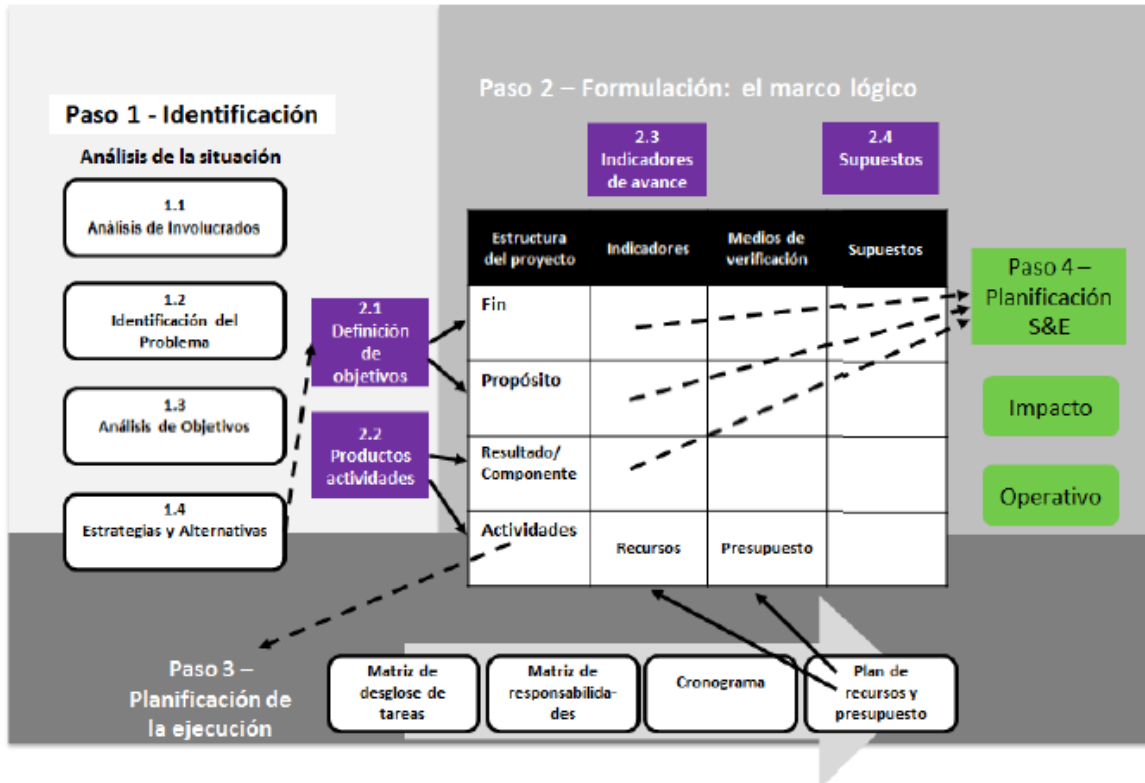 Paso 1 - Identificación
Análisis de la situación
1.1
Análisis de Involucrados
1.2
Identificación del
Problema
1.3
Análisis de Objetivos
1.4
Estrategias y Alternativas
2.1
Definición
de
objetivos
2.2
Productos
actividades
Paso 2 – Formulación: el marco lógico
2.3
Indicadores
de avance
2.4
Supuestos
Estructura
del proyecto
Indicadores
Medios de
verificación
Supuestos
Fin
Propósito
Resultado/
Componente
Actividades
Recursos
Presupuesto
Paso 4 –
Planificación
S&E
Impacto
Operativo
Paso 3 –
Planificación de
la ejecución
Matriz de
desglose de
tareas
Matriz de
responsabilida-
des
Cronograma
Plan de
recursos y
presupuesto